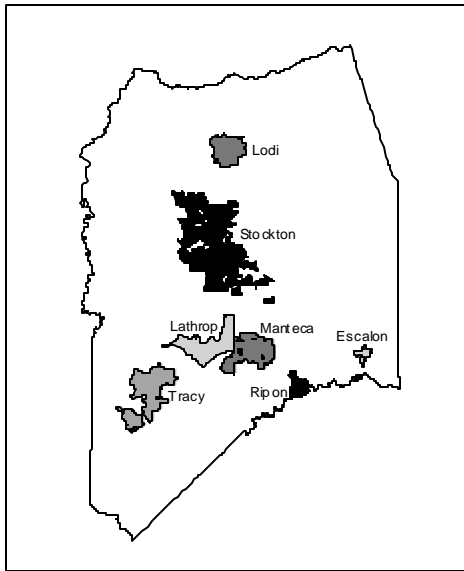 Lodi
Stockton
Lathrop
Manteca
Escalon
Tracy
Ripon